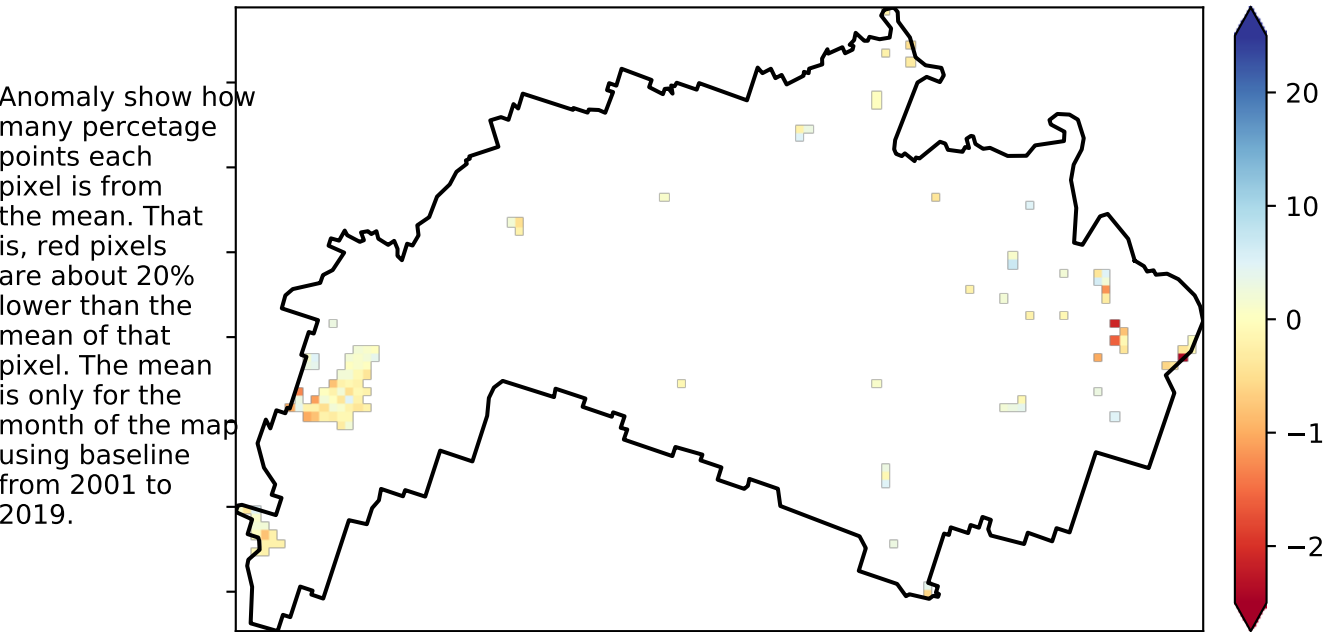 Anomaly show how
many percetage
points each
pixel is from
the mean. That
is, red pixels
are about 20%
lower than the
mean of that
pixel. The mean
is only for the
month of the map
using baseline
from 2001 to
2019.
20
10
0
−1
−2